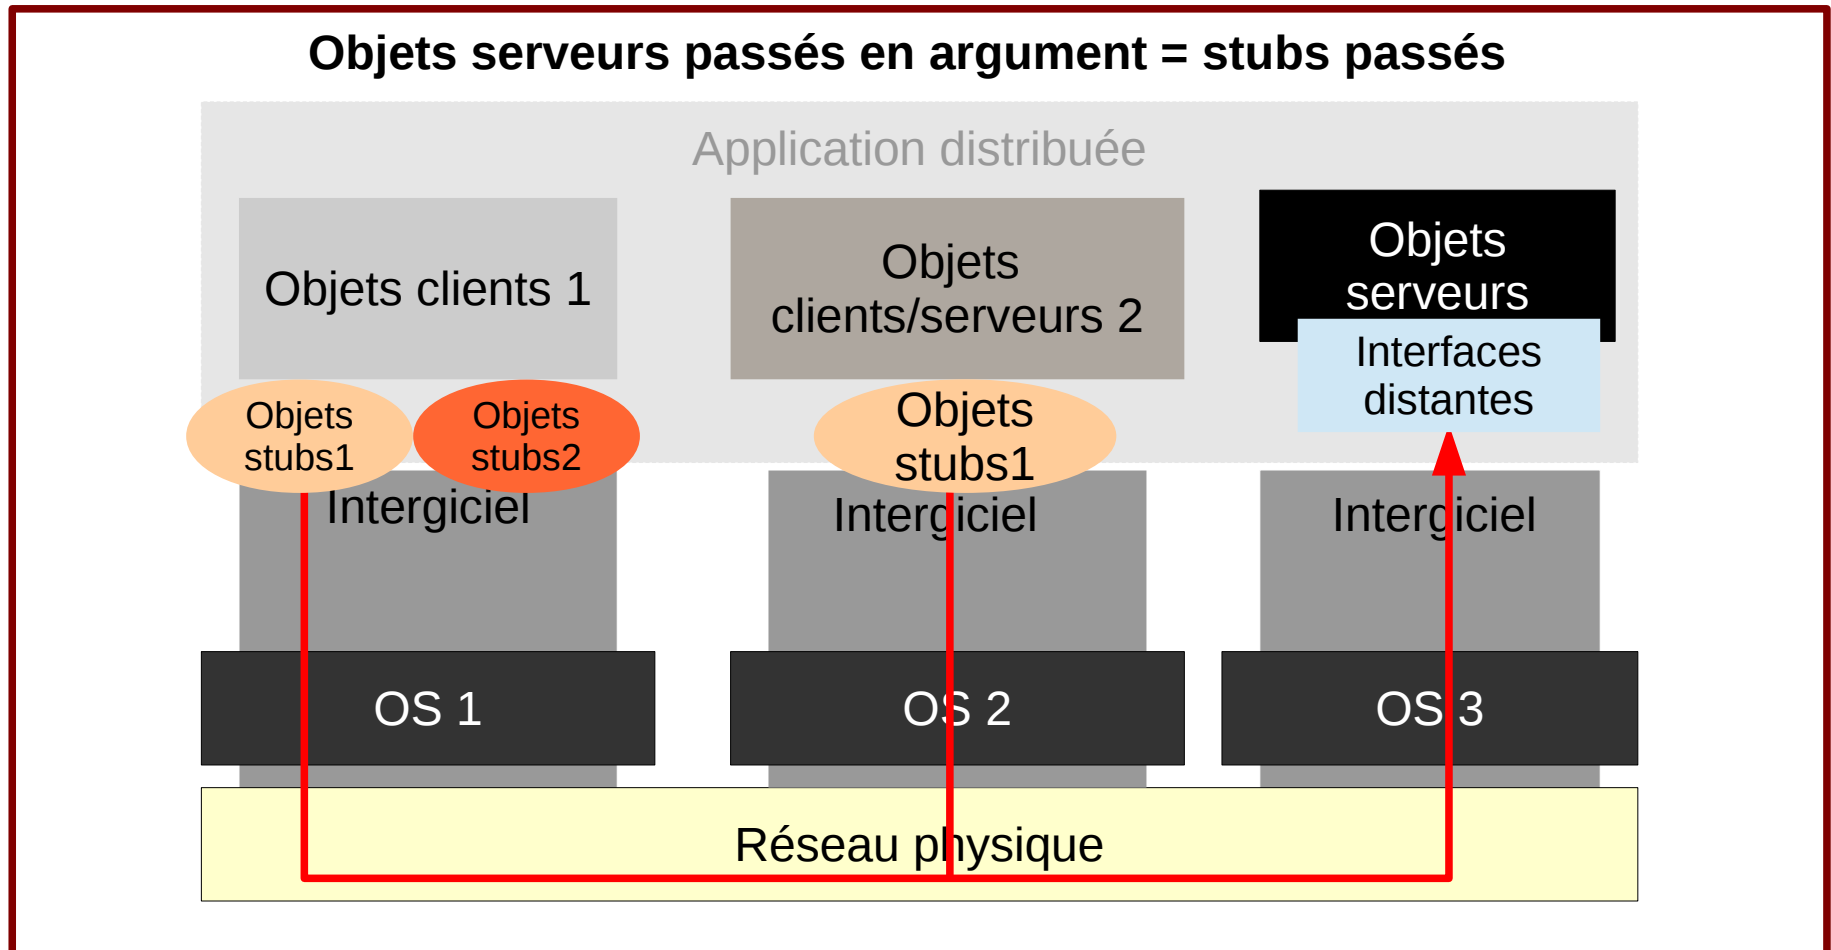 Objets serveurs passés en argument = stubs passés
Application distribuée
Objets clients 1
Objets
clients/serveurs 2
Objets
serveurs
Interfaces
distantes
Objets
stubs1
Objets
stubs2
Objets
stubs1
Intergiciel
Intergiciel
Intergiciel
OS 1
OS 2
OS 3
Réseau physique